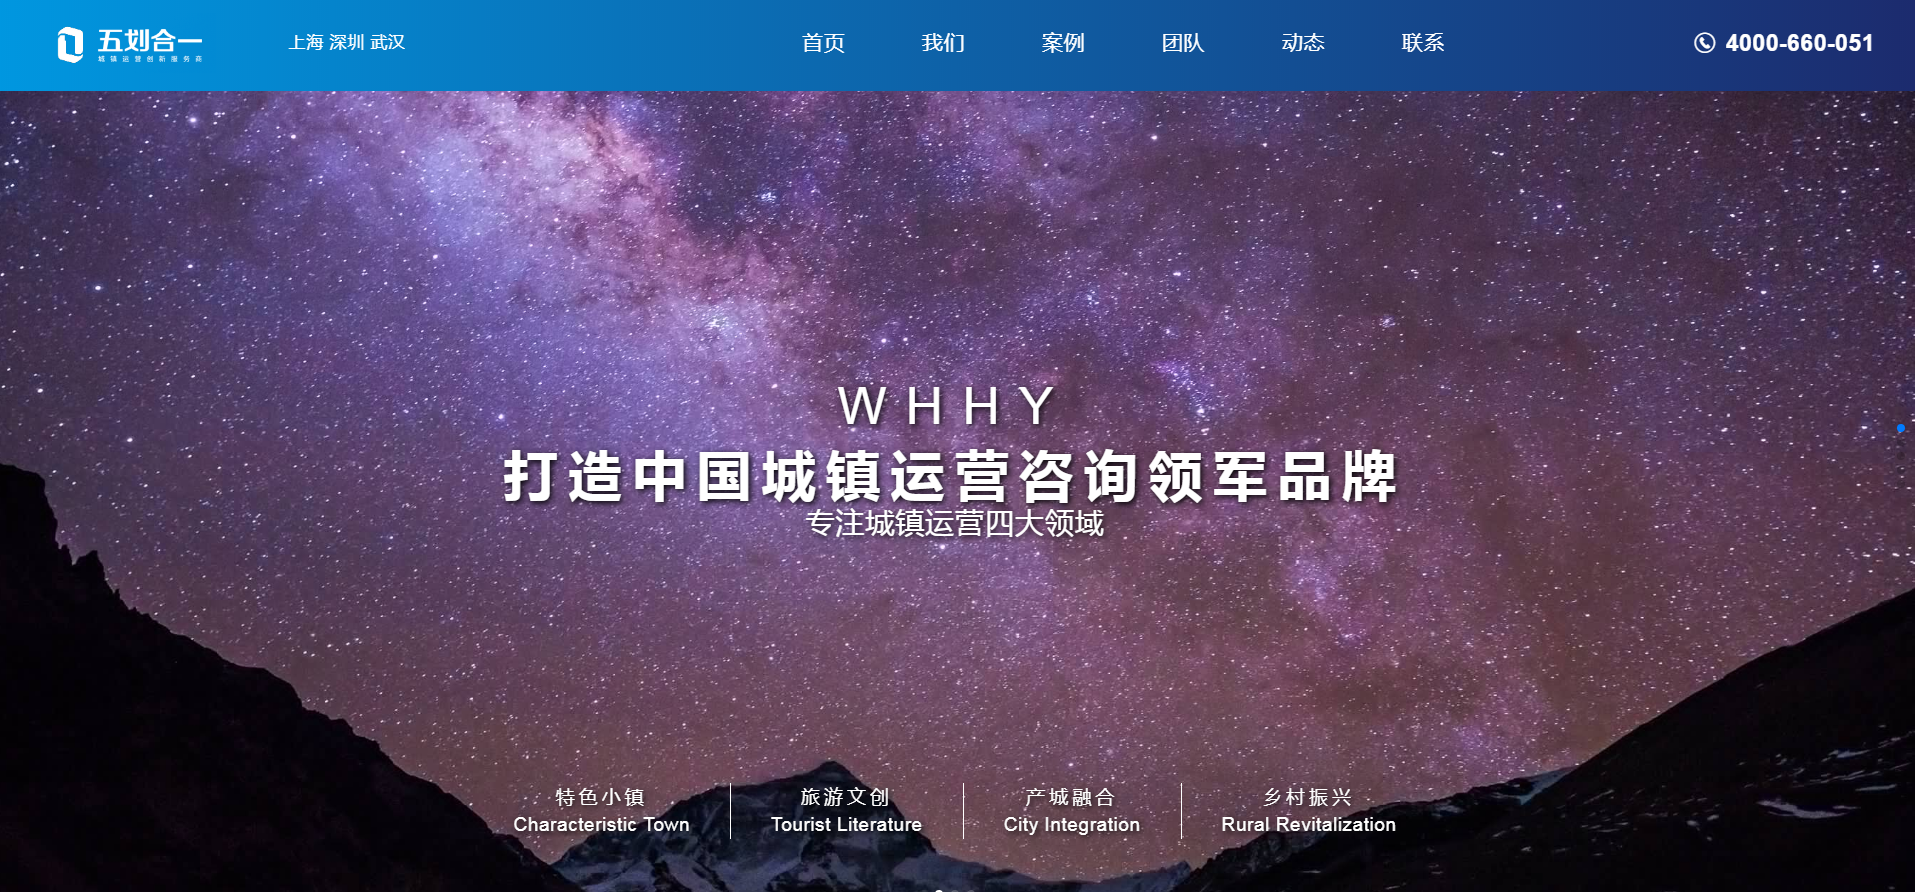 五划合一
城镇运营创新服务商
上海 深圳 武汉
首页
我们
案例
团队
动态
联系
4000-660-051
WHHY
打造中国城镇运营咨询领军品牌
专注城镇运营四大领域
特色小镇
Characteristic Town
旅游文创
Tourist Literature
产城融合
City Integration
乡村振兴
Rural Revitalization